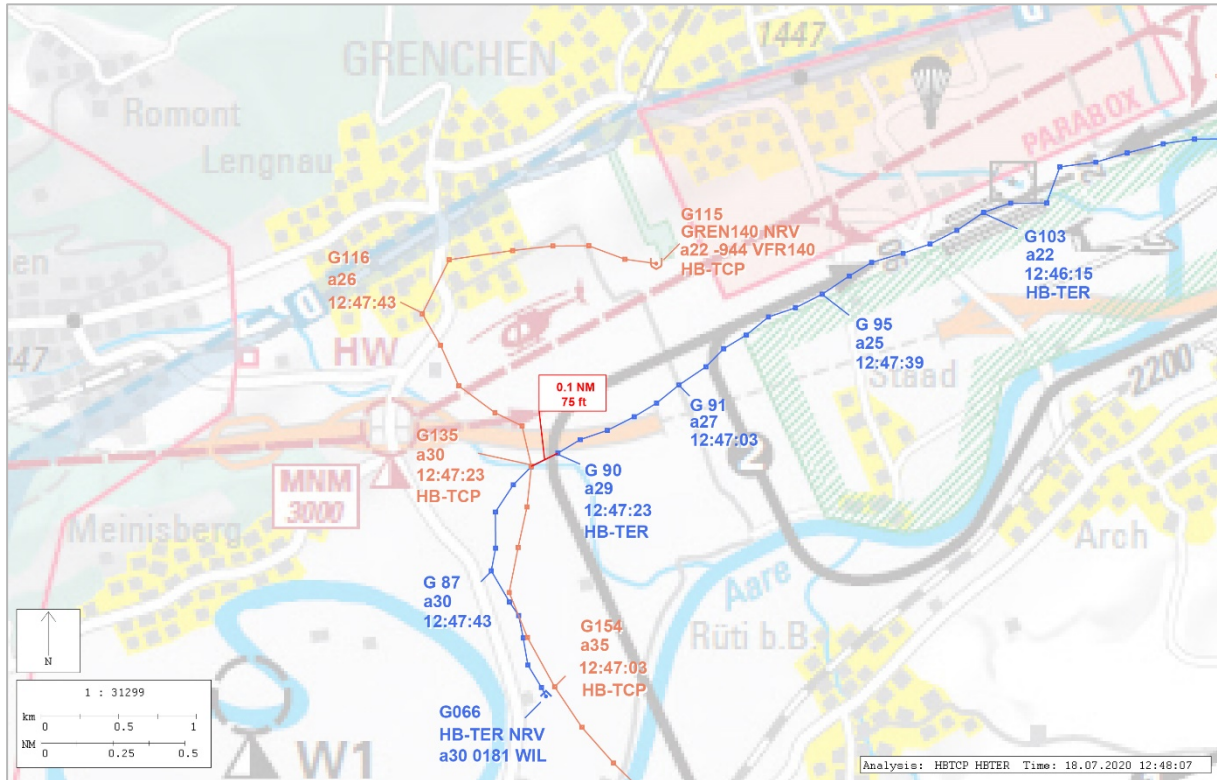 GRENCHEN
1447
Romont
Lengnau
PARABOX
G115
GREN140 NRV
a22 -944 VFR140
HB-TCP
G103
a22
12:46:15
HB-TER
G116
a26
12:47:43
HW
G 95
a25
12:47:39
Staad
2200
0.1 NM
75 ft
G 91
a27
12:47:03
2
G135
a30
12:47:23
HB-TCP
G 90
a29
12:47:23
HB-TER
MNM
3000
Meinisberg
Arch
Aare
G 87
a30
12:47:43
Rüti b.B.
G154
a35
12:47:03
HB-TCP
N
1 : 31299
km
0 0.5 1
NM
0 0.25 0.5
G066
HB-TER NRV
a30 0181 WIL
W1
Analysis: HBTCP HBTER Time: 18.07.2020 12:48:07